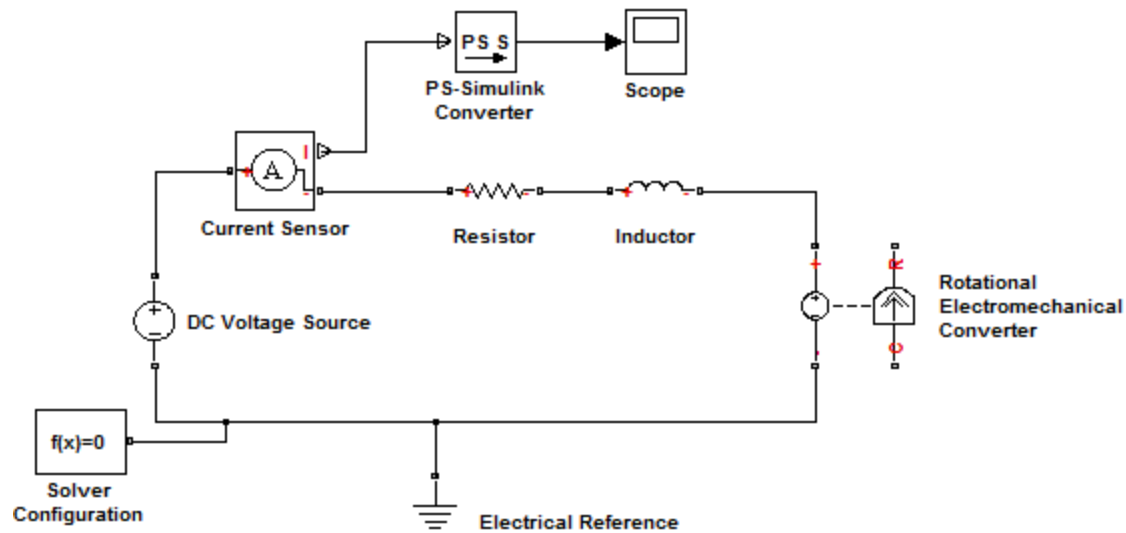 PS S
PS-Simulink
Converter
Scope
I
A
+
-
Current Sensor
+
-
Resistor
+
-
Inductor
+
R
Rotational
Electromechanical
Converter
+
-
DC Voltage Source
+
-
-
C
f(x)=0
Solver
Configuration
Electrical Reference